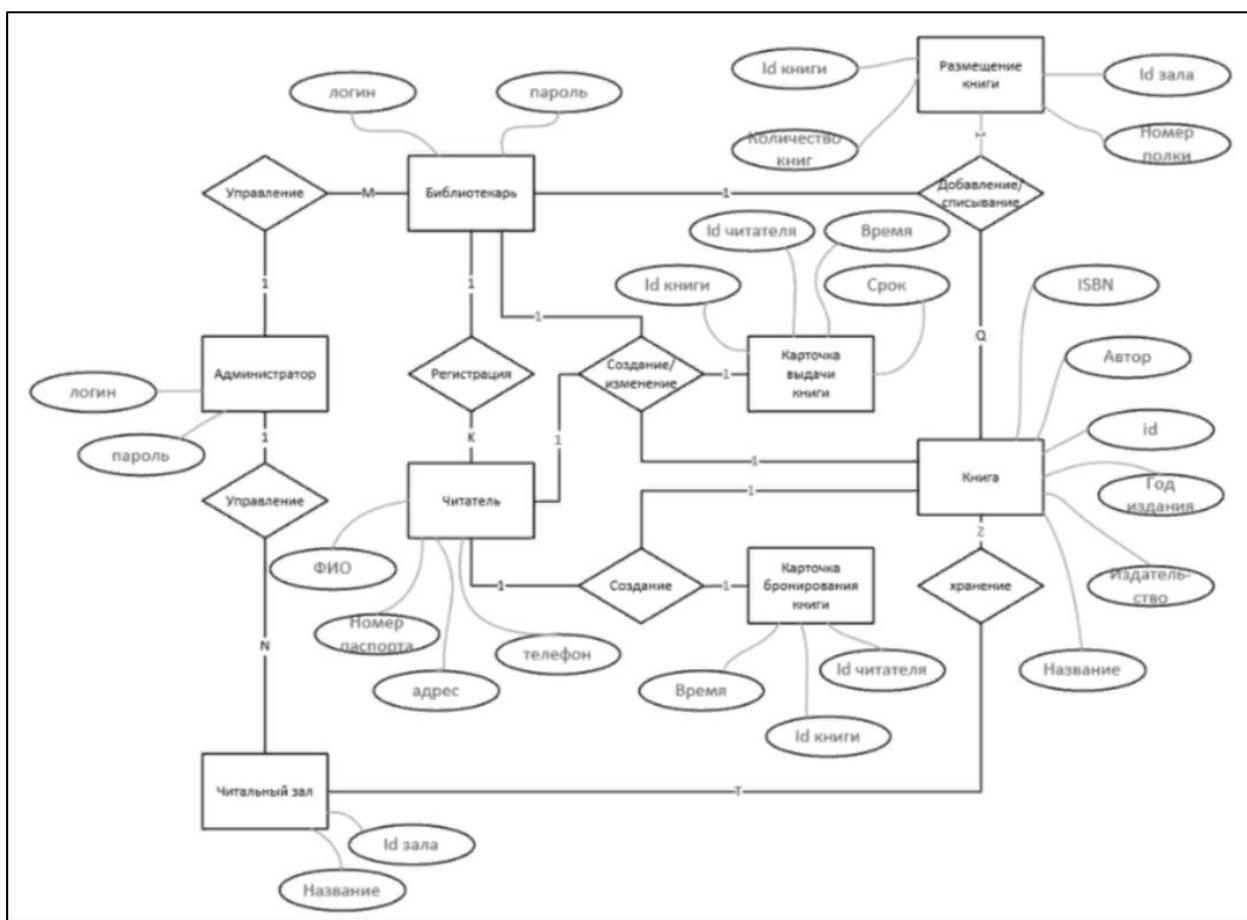 Id книги
Размещение
книги
Id зала
логин
пароль
Количество
книг
Номер
полки
Управление
М
Библиотекарь
1
1
Добавление/
списывание
Id читателя
Время
Id книги
Срок
ISBN
1
1
1
Q
Администратор
Регистрация
Создание/
изменение
1
Карточка
выдачи
книги
Автор
логин
1
К
1
1
id
пароль
Управление
Читатель
1
Книга
Год
издания
Z
ФИО
1
Создание
1
Карточка
бронирования
книги
хранение
Издатель-
ство
Номер
паспорта
телефон
N
адрес
Время
Id читателя
Название
Id книги
Читальный зал
Т
Id зала
Название